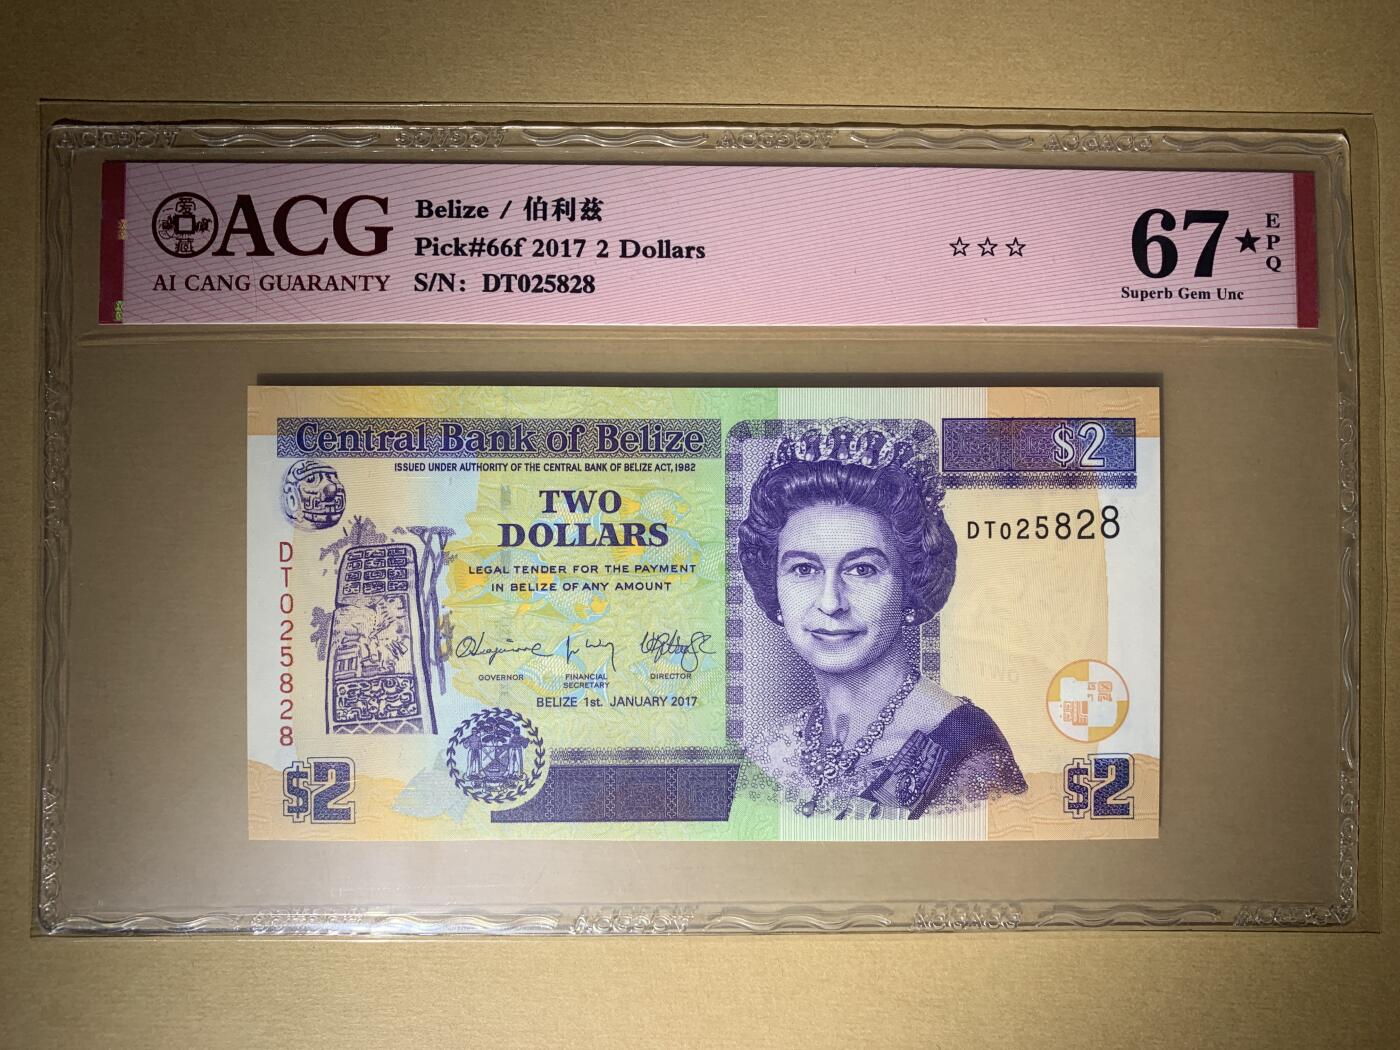 爱藏
ACG
AI CANG GUARANTY
Belize / 伯利兹
Pick#66f 2017 2 Dollars
S/N: DT025828
☆☆☆
67★
EPQ
Superb Gem Unc
Central Bank of Belize
$2
ISSUED UNDER AUTHORITY OF THE CENTRAL BANK OF BELIZE ACT, 1982
TWO
DOLLARS
LEGAL TENDER FOR THE PAYMENT
IN BELIZE OF ANY AMOUNT
DT025828
DT025828
GOVERNOR
FINANCIAL
SECRETARY
DIRECTOR
BELIZE 1st. JANUARY 2017
$2
$2